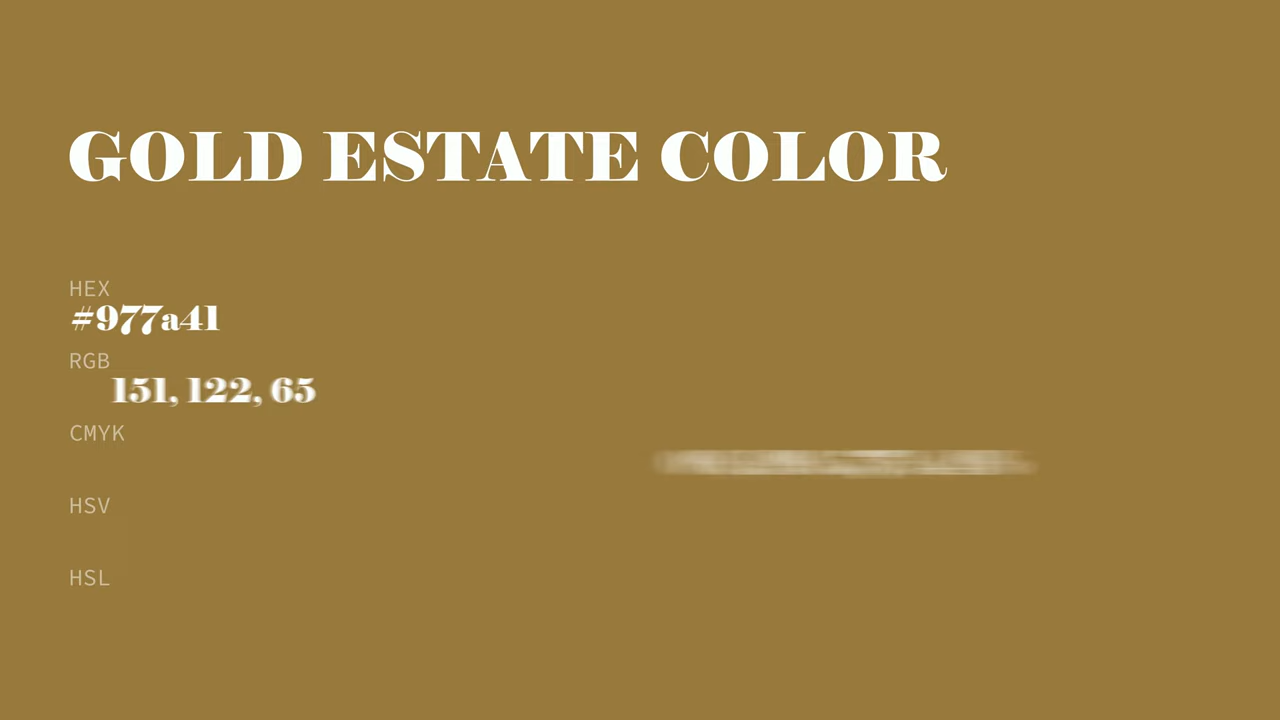 GOLD ESTATE COLOR
HEX
#977a41
RGB
151, 122, 65
CMYK
HSV
HSL